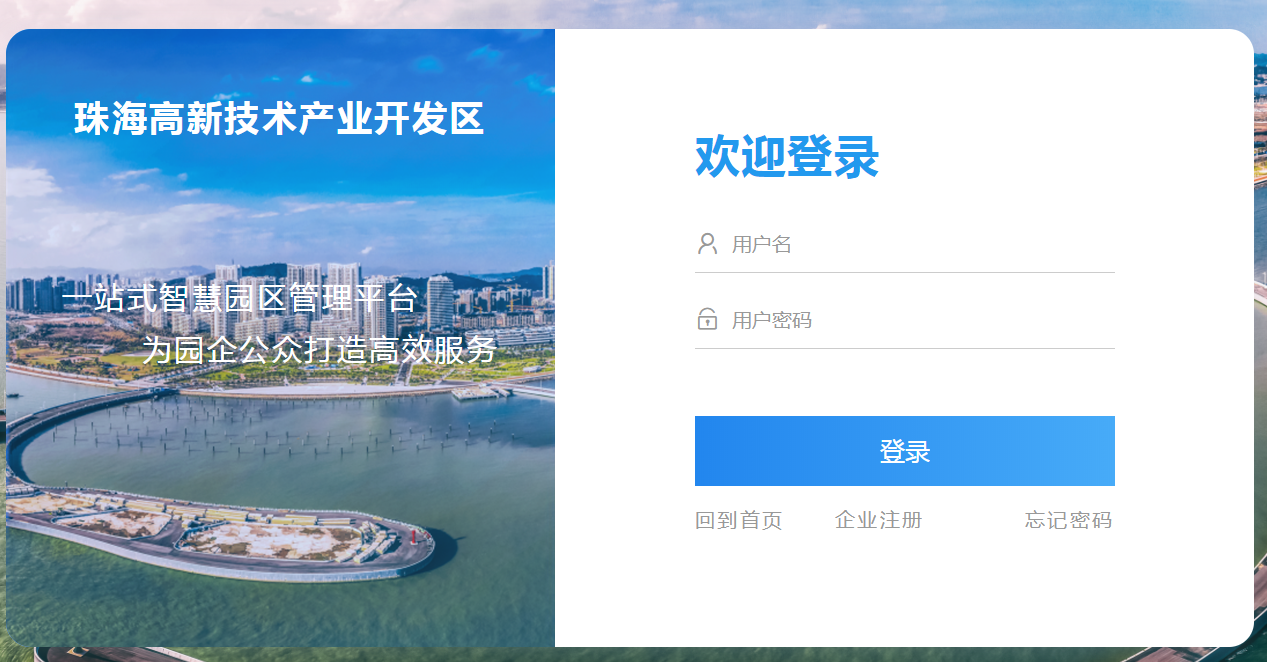 珠海高新技术产业开发区
一站式智慧园区管理平台
为园企公众打造高效服务
欢迎登录
用户名
用户密码
登录
回到首页 企业注册 忘记密码